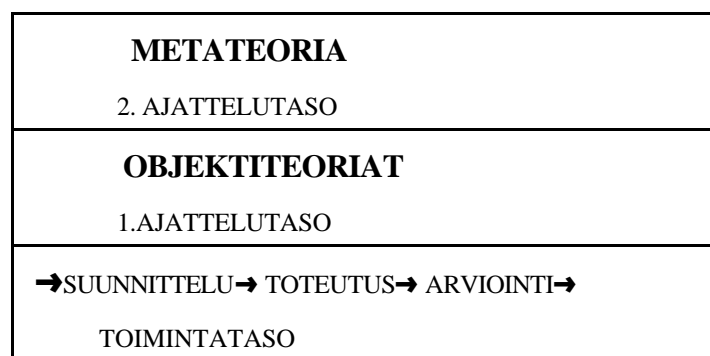 METATEORIA
2. AJATTELUTASO
OBJEKTITEORIAT
1.AJATTELUTASO
➞SUUNNITTELU➞ TOTEUTUS➞ ARVIOINTI➞
TOIMINTATASO